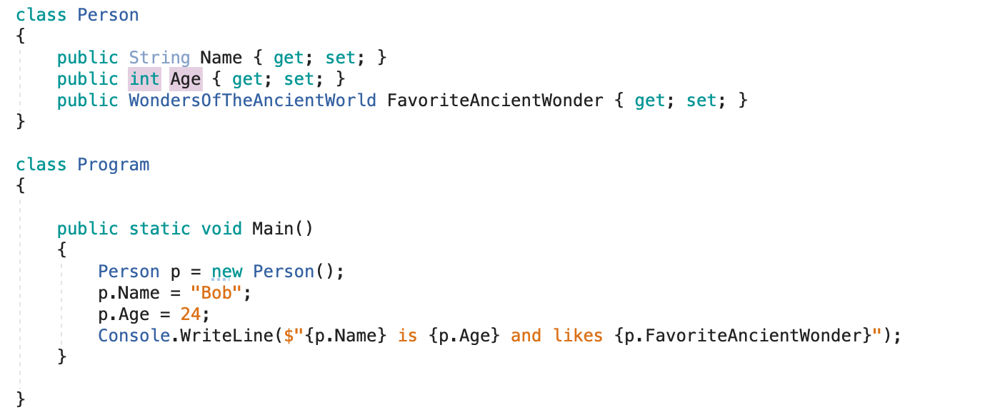 class Person
{
    public String Name { get; set; }
    public int Age { get; set; }
    public WondersOfTheAncientWorld FavoriteAncientWonder { get; set; }
}

class Program
{

    public static void Main()
    {
        Person p = new Person();
        p.Name = "Bob";
        p.Age = 24;
        Console.WriteLine($"{p.Name} is {p.Age} and likes {p.FavoriteAncientWonder}");
    }

}